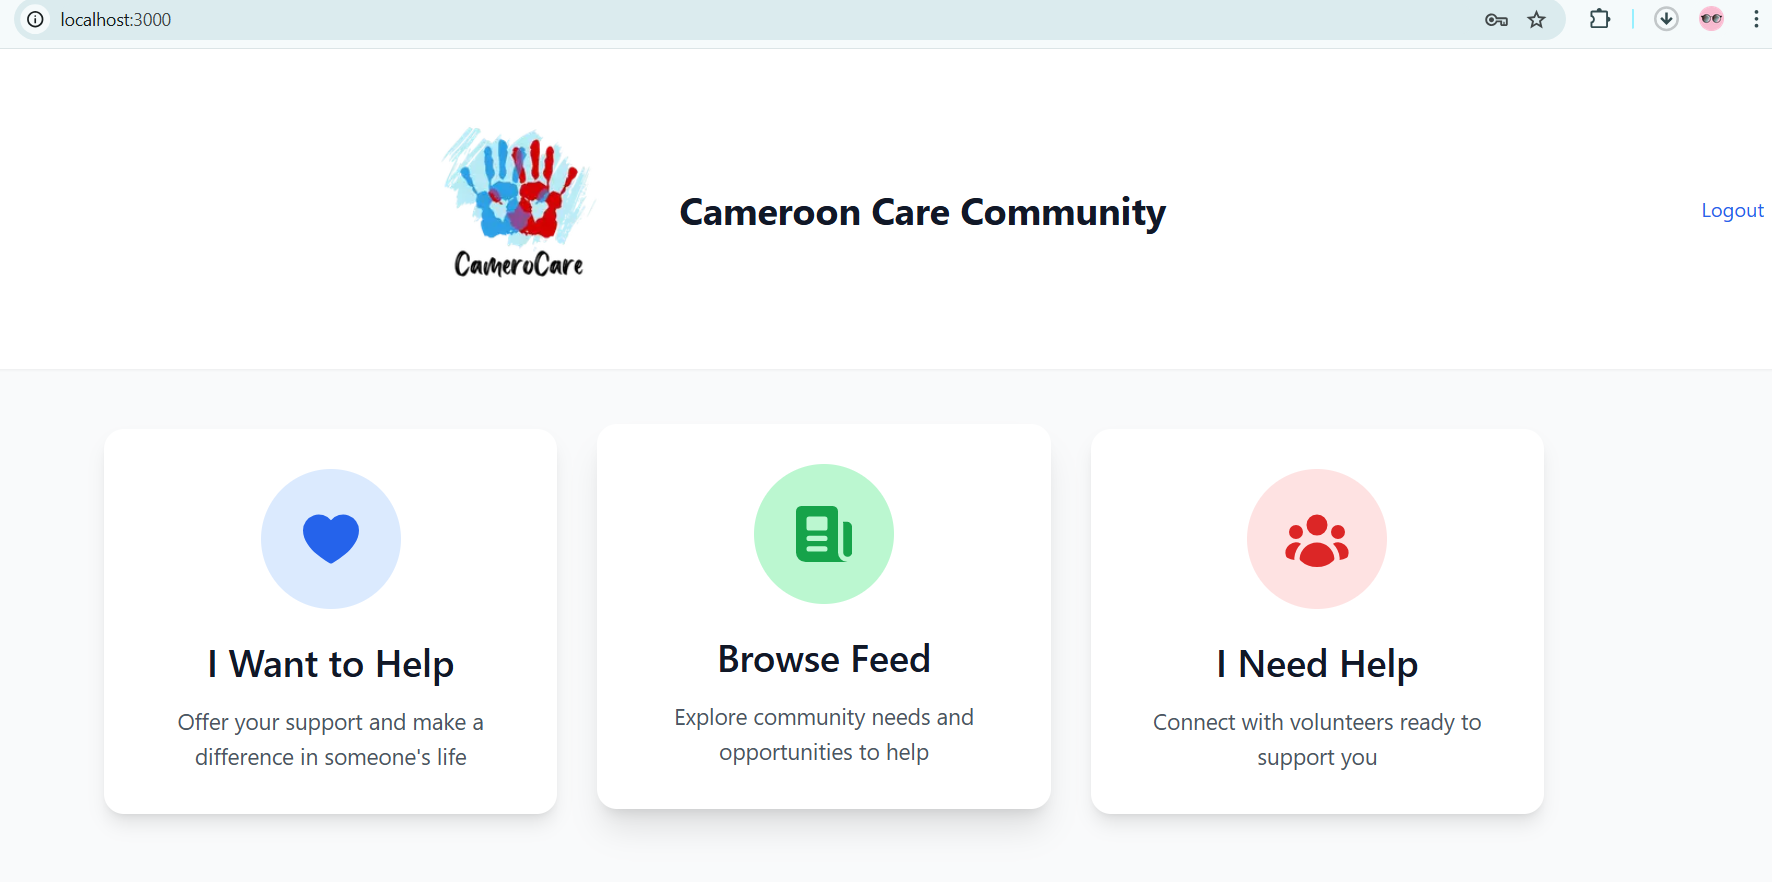 localhost:3000
CameroCare
Cameroon Care Community
Logout
I Want to Help
Offer your support and make a
difference in someone's life
Browse Feed
Explore community needs and
opportunities to help
I Need Help
Connect with volunteers ready to
support you